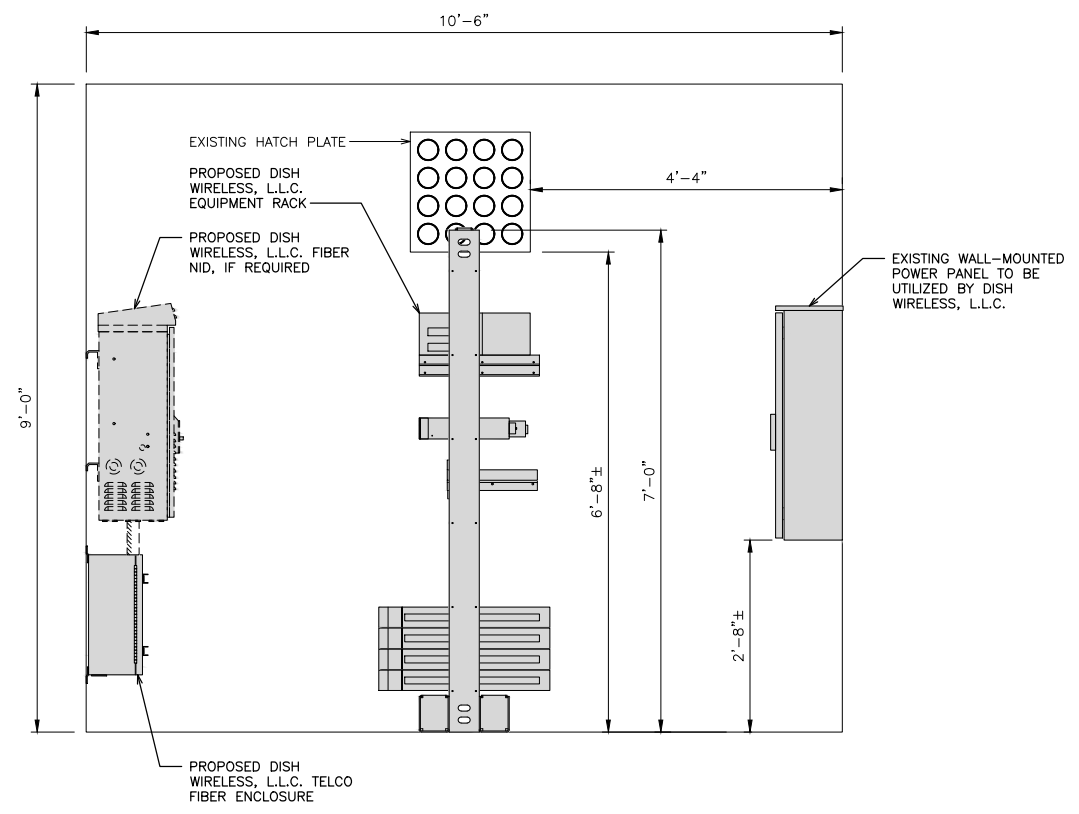 10'-6"
EXISTING HATCH PLATE
PROPOSED DISH
WIRELESS, L.L.C.
EQUIPMENT RACK
4'-4"
PROPOSED DISH
WIRELESS, L.L.C. FIBER
NID, IF REQUIRED
EXISTING WALL-MOUNTED
POWER PANEL TO BE
UTILIZED BY DISH
WIRELESS, L.L.C.
9'-0"
6'-8"±
7'-0"
2'-8"±
PROPOSED DISH
WIRELESS, L.L.C. TELCO
FIBER ENCLOSURE